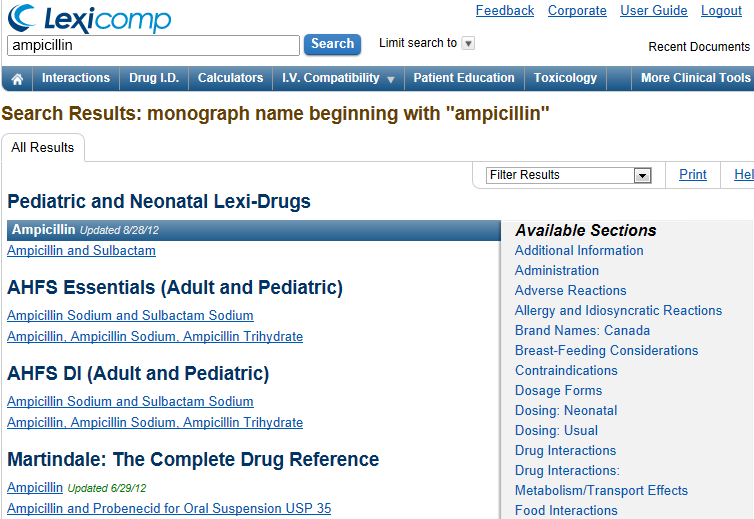 Lexicomp
Feedback Corporate User Guide Logout
ampicillin
Search
Limit search to
Recent Documents
Interactions Drug I.D. Calculators I.V. Compatibility Patient Education Toxicology More Clinical Tools
Search Results: monograph name beginning with "ampicillin"
All Results
Filter Results
Print
Hel
Pediatric and Neonatal Lexi-Drugs
Ampicillin Updated 8/28/12
Ampicillin and Sulbactam
AHFS Essentials (Adult and Pediatric)
Ampicillin Sodium and Sulbactam Sodium
Ampicillin, Ampicillin Sodium, Ampicillin Trihydrate
AHFS DI (Adult and Pediatric)
Ampicillin Sodium and Sulbactam Sodium
Ampicillin, Ampicillin Sodium, Ampicillin Trihydrate
Martindale: The Complete Drug Reference
Ampicillin Updated 6/29/12
Ampicillin and Probenecid for Oral Suspension USP 35
Available Sections
Additional Information
Administration
Adverse Reactions
Allergy and Idiosyncratic Reactions
Brand Names: Canada
Breast-Feeding Considerations
Contraindications
Dosage Forms
Dosing: Neonatal
Dosing: Usual
Drug Interactions
Drug Interactions:
Metabolism/Transport Effects
Food Interactions